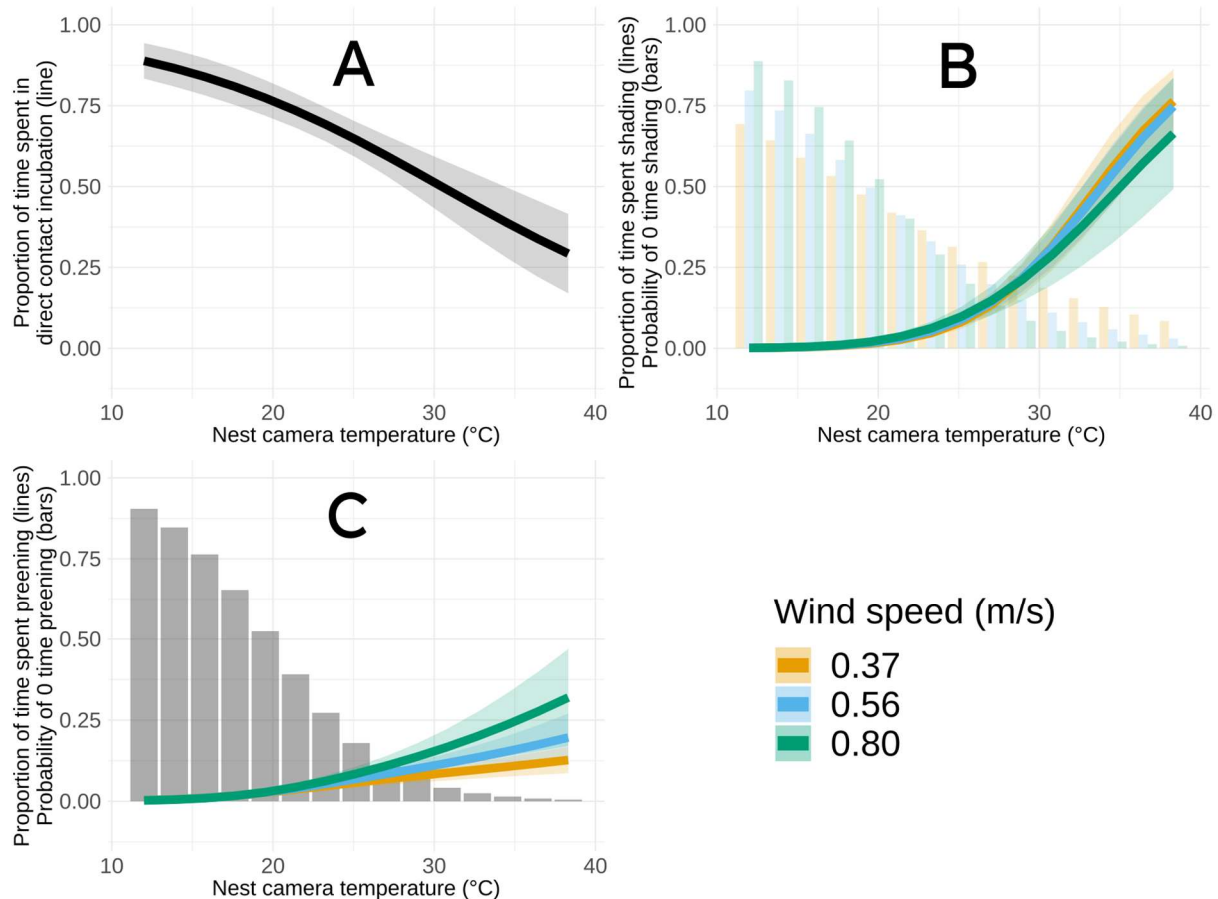 A
Proportion of time spent in
direct contact incubation (line)
1.00
0.75
0.50
0.25
0.00
10 20 30 40
Nest camera temperature (°C)
B
Proportion of time spent shading (lines)
Probability of 0 time shading (bars)
1.00
0.75
0.50
0.25
0.00
10 20 30 40
Nest camera temperature (°C)
C
Proportion of time spent preening (lines)
Probability of 0 time preening (bars)
1.00
0.75
0.50
0.25
0.00
10 20 30 40
Nest camera temperature (°C)
Wind speed (m/s)
0.37
0.56
0.80